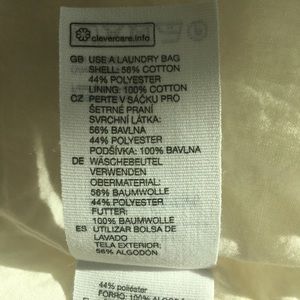 clevercare.info
GB USE A LAUNDRY BAG
SHELL: 56% COTTON
44% POLYESTER
LINING: 100% COTTON
CZ PERTE V SÁČKU PRO
ŠETRNÉ PRANÍ
SVRCHNÍ LÁTKA:
56% BAVLNA
44% POLYESTER
PODŠÍVKA: 100% BAVLNA
DE WÄSCHEBEUTEL
VERWENDEN
OBERMATERIAL:
56% BAUMWOLLE
44% POLYESTER
FUTTER:
100% BAUMWOLLE
ES UTILIZAR BOLSA DE
LAVADO
TELA EXTERIOR:
56% ALGODÓN
44% poliéster
FORRO: 100%